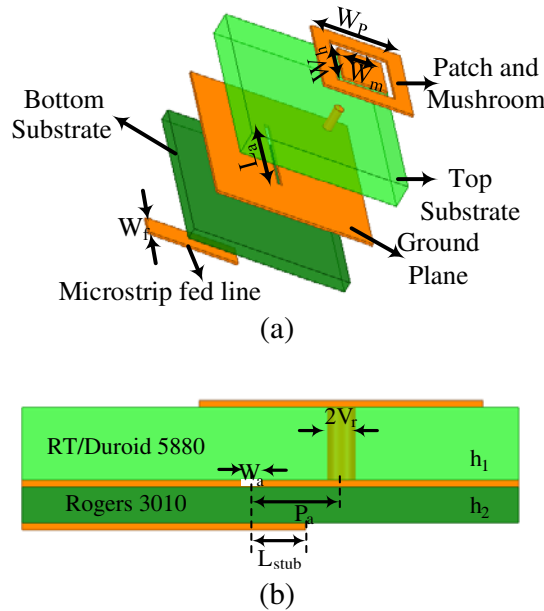 W_P
W_h
W_m
Patch and
Mushroom
Bottom
Substrate
L_a
Top
Substrate
W_f
Ground
Plane
Microstrip fed line
(a)
2V_r
RT/Duroid 5880
h_1
W_a
Rogers 3010
P_a
h_2
L_stub
(b)